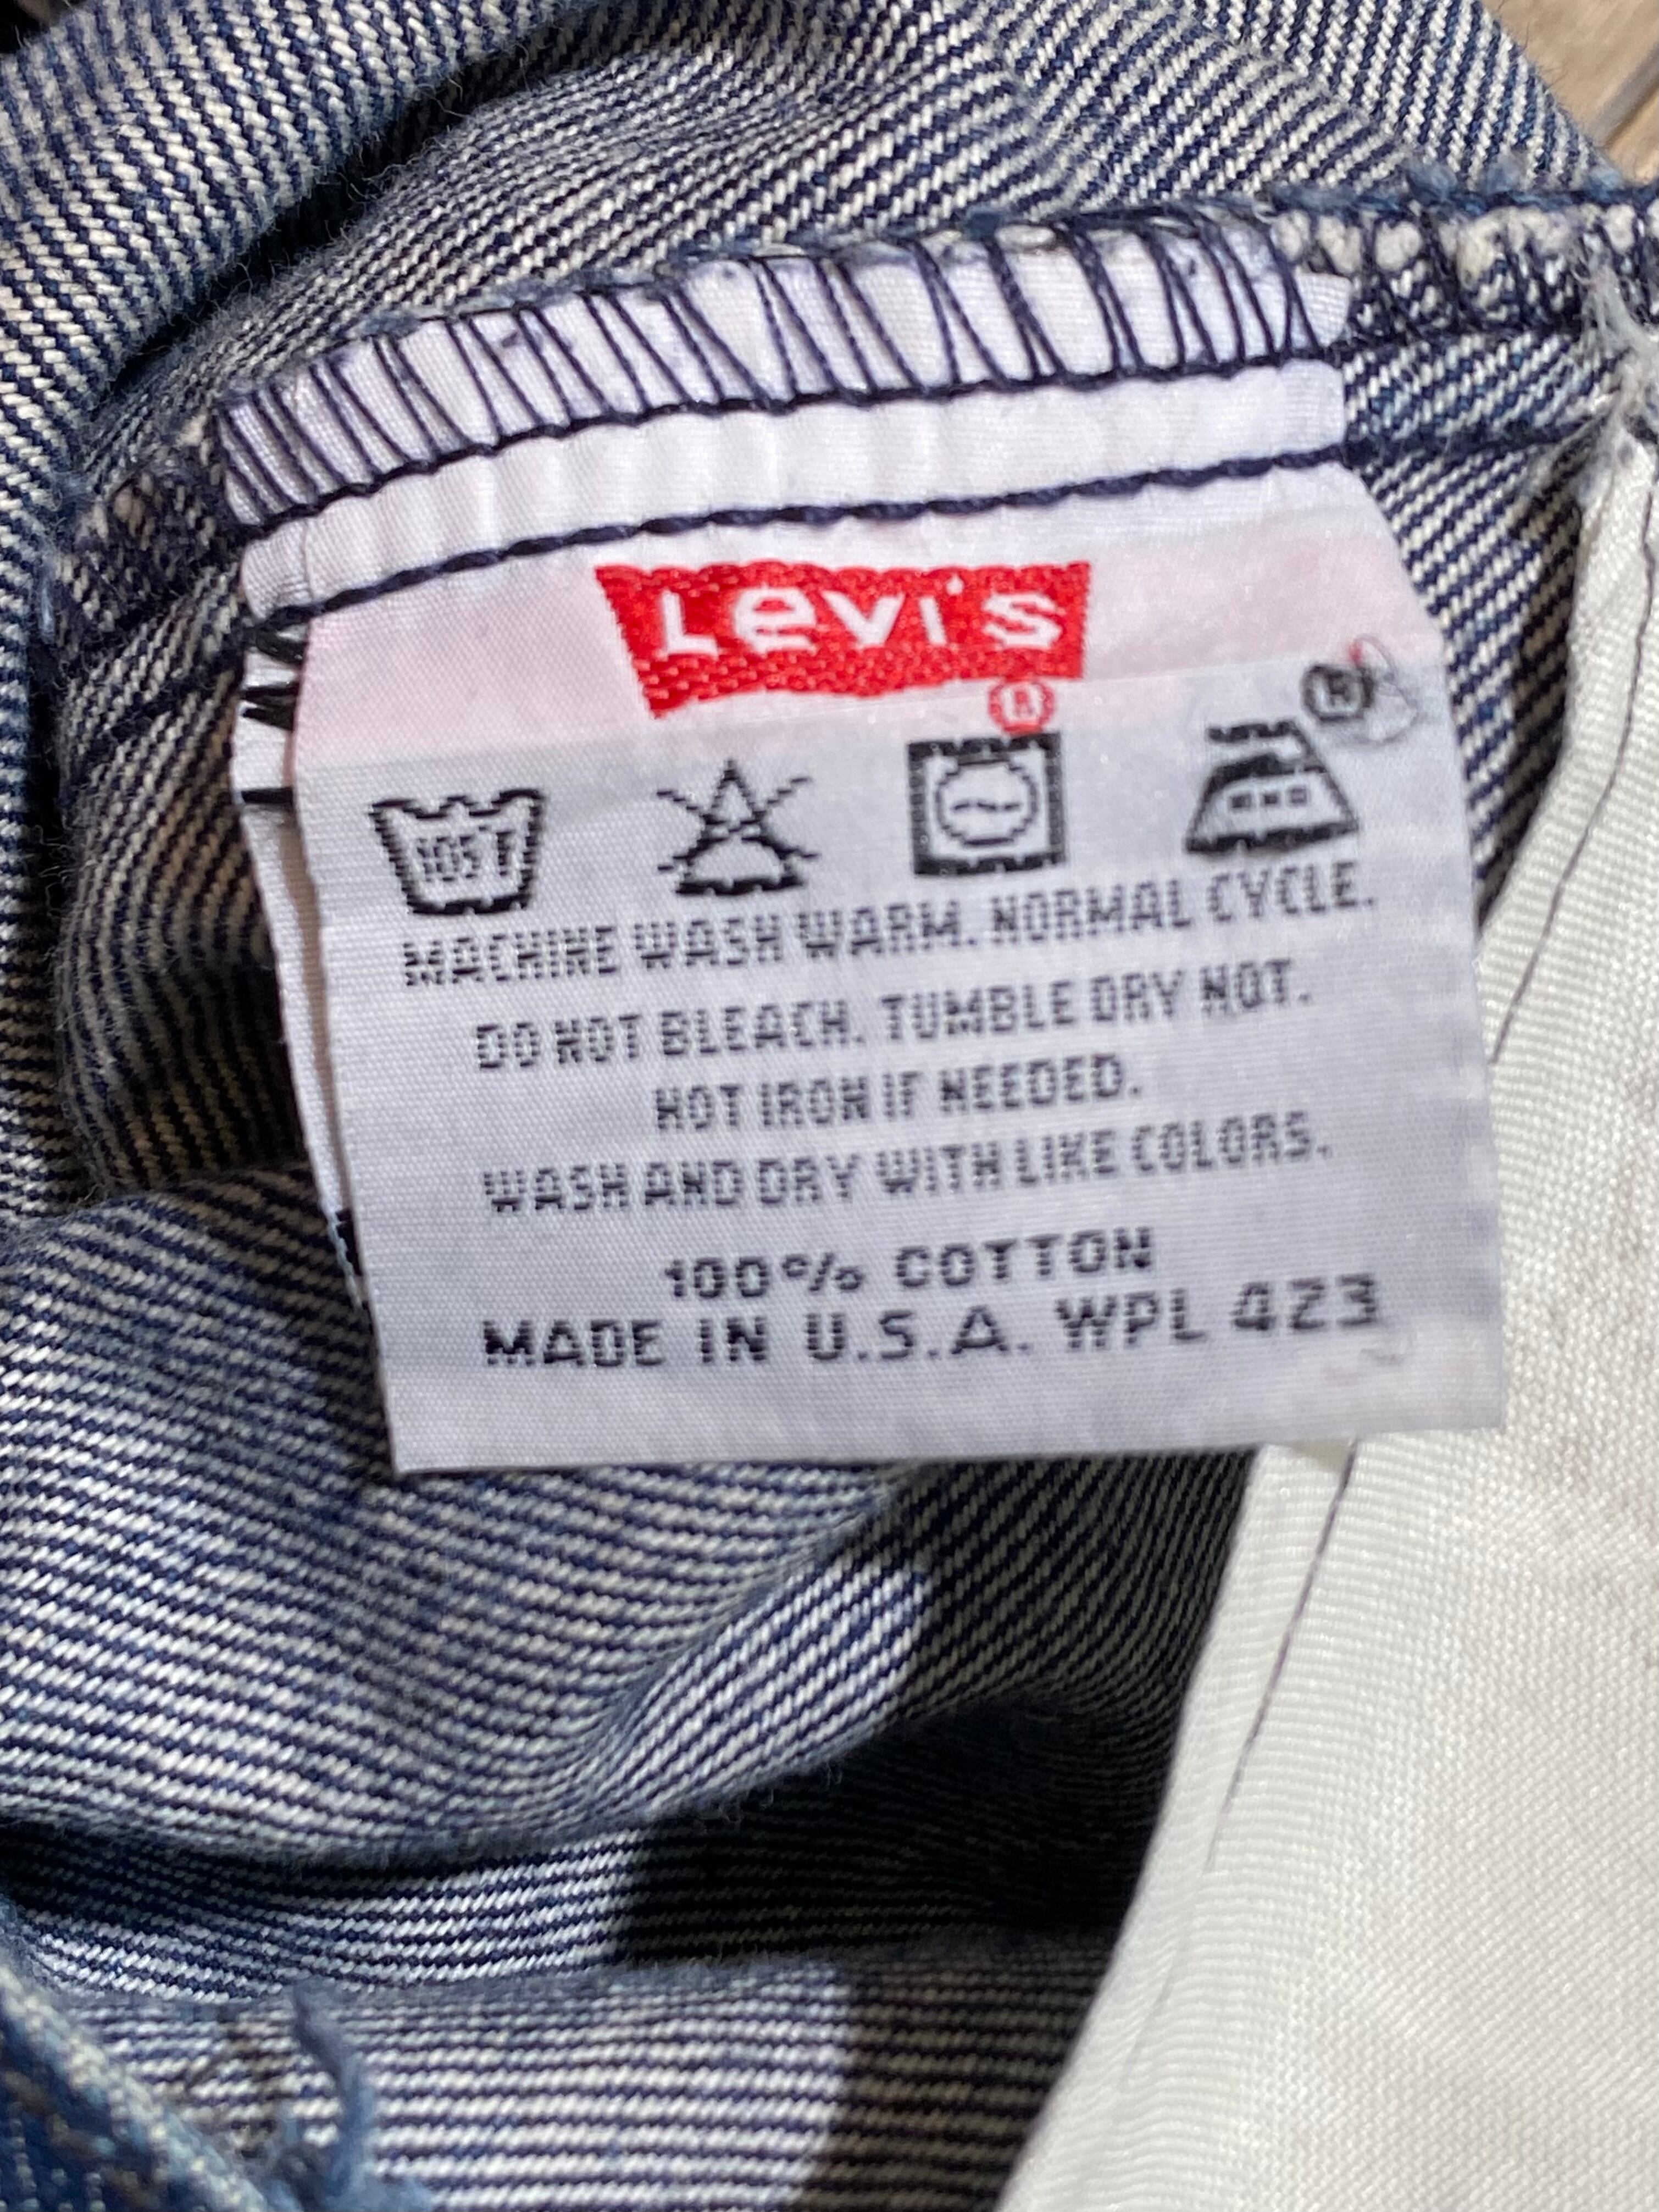 Levi's
®
®
105 F
MACHINE WASH WARM. NORMAL CYCLE.
DO NOT BLEACH. TUMBLE DRY HOT.
HOT IRON IF NEEDED.
WASH AND DRY WITH LIKE COLORS.
100% COTTON
MADE IN U.S.A. WPL 423